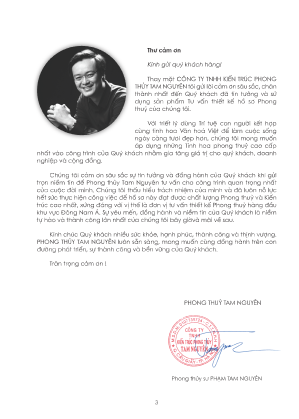 Thư cảm ơn
Kính gửi quý khách hàng!
Thay mặt CÔNG TY TNHH KIẾN TRÚC PHONG
THỦY TAM NGUYÊN tôi gửi lời cảm ơn sâu sắc, chân
thành nhất đến Quý khách đã tin tưởng và sử
dụng sản phẩm Tư vấn thiết kế hồ sơ Phong
thuỷ của chúng tôi.
Với triết lý dùng Trí tuệ con người kết hợp
cùng tinh hoa Văn hoá Việt để làm cuộc sống
ngày càng tươi đẹp hơn, chúng tôi mong muốn
áp dụng những tinh hoa phong thuỷ cao cấp
nhất vào công trình của Quý khách nhằm gia tăng giá trị cho quý khách, doanh
nghiệp và cộng đồng.
Chúng tôi cảm ơn sâu sắc sự tin tưởng và đồng hành của Quý khách khi gửi
trọn niềm tin để Phong thủy Tam Nguyên tư vấn cho công trình quan trọng nhất
của cuộc đời mình. Chúng tôi thấu hiểu trách nhiệm của mình và đã luôn nỗ lực
hết sức thực hiện công việc để hồ sơ này đạt được chất lượng Phong thuỷ và Kiến
trúc cao nhất, xứng đáng với vị thế là đơn vị tư vấn thiết kế Phong thuỷ hàng đầu
khu vực Đông Nam Á. Sự yêu mến, đồng hành và niềm tin của Quý khách là niềm
tự hào và thành công lớn nhất của chúng tôi bây giờ và mãi về sau.
Kính chúc Quý khách nhiều sức khỏe, hạnh phúc, thành công và thịnh vượng.
PHONG THỦY TAM NGUYÊN luôn sẵn sàng, mong muốn cùng đồng hành trên con
đường phát triển, sự thành công và bền vững của Quý khách.
Trân trọng cảm ơn !
PHONG THUỶ TAM NGUYÊN
CÔNG TY
TNHH
KIẾN TRÚC PHONG THỦY
TAM NGUYÊN
Phong thủy sư PHẠM TAM NGUYÊN
3